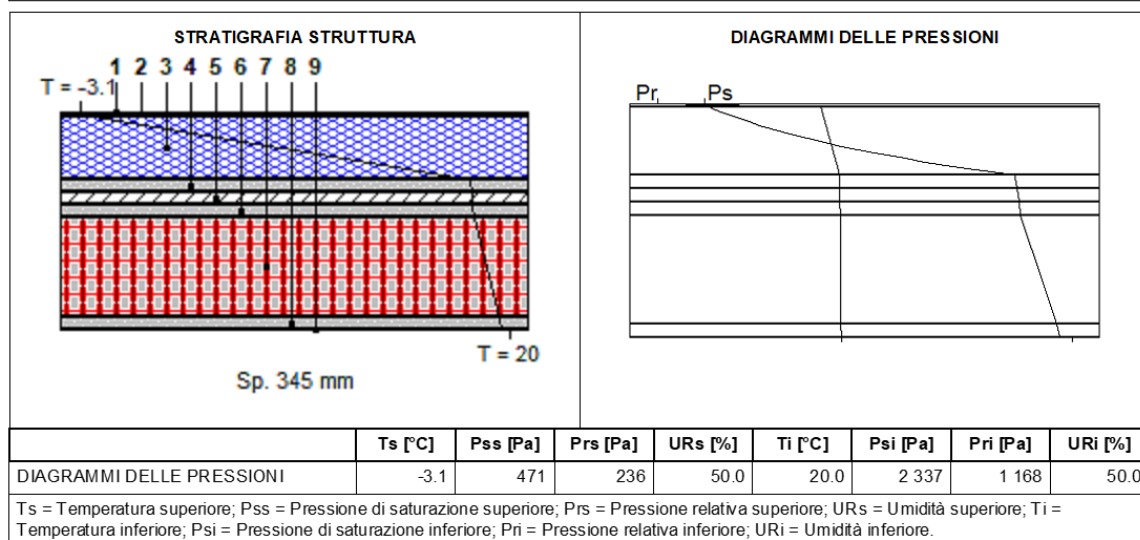 STRATIGRAFIA STRUTTURA
1 2 3 4 5 6 7 8 9
T = -3.1
T = 20
Sp. 345 mm
DIAGRAMMI DELLE PRESSIONI
Pr Ps
Ts [°C] Pss [Pa] Prs [Pa] URs [%] Ti [°C] Psi [Pa] Pri [Pa] URi [%]
DIAGRAMMI DELLE PRESSIONI -3.1 471 236 50.0 20.0 2 337 1 168 50.0
Ts = Temperatura superiore; Pss = Pressione di saturazione superiore; Prs = Pressione relativa superiore; URs = Umidità superiore; Ti =
Temperatura inferiore; Psi = Pressione di saturazione inferiore; Pri = Pressione relativa inferiore; URi = Umidità inferiore.